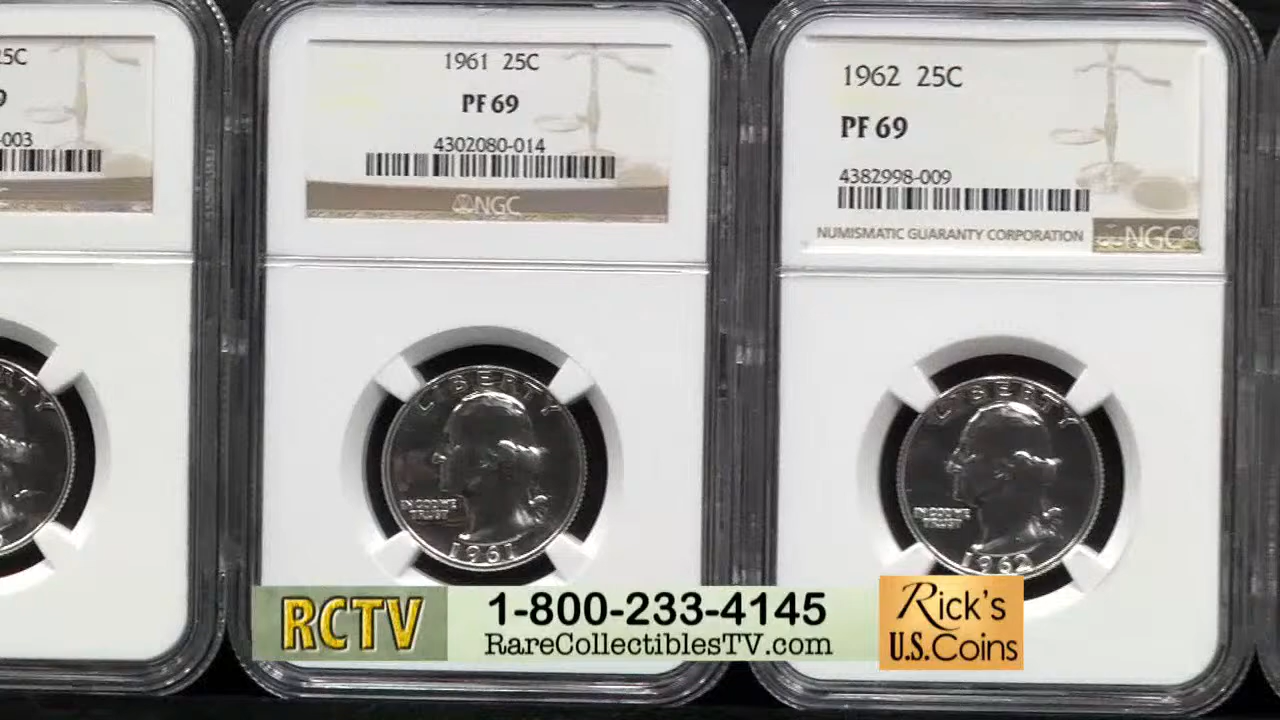 25C
-003
1961 25C
PF 69
4302080-014
NGC
1962 25C
PF 69
4382998-009
NUMISMATIC GUARANTY CORPORATION
NGC®
LIBERTY
IN GOD WE
TRUST
1961
LIBERTY
IN GOD WE
TRUST
1962
RCTV
1-800-233-4145
RareCollectiblesTV.com
Rick's
U.S. Coins